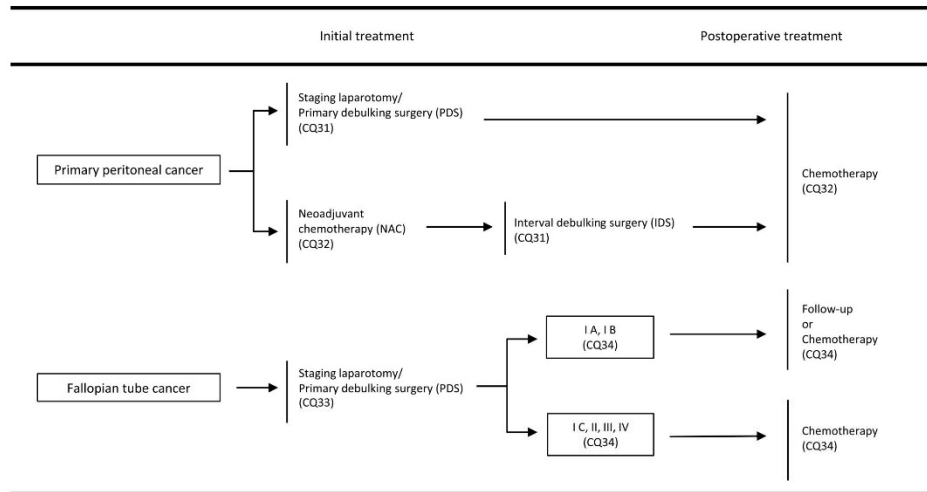 Initial treatment
Postoperative treatment
Staging laparotomy/
Primary debulking surgery (PDS)
(CQ31)
Primary peritoneal cancer
Chemotherapy
(CQ32)
Neoadjuvant
chemotherapy (NAC)
(CQ32)
Interval debulking surgery (IDS)
(CQ31)
I A, I B
(CQ34)
Follow-up
or
Chemotherapy
(CQ34)
Fallopian tube cancer
Staging laparotomy/
Primary debulking surgery (PDS)
(CQ33)
I C, II, III, IV
(CQ34)
Chemotherapy
(CQ34)